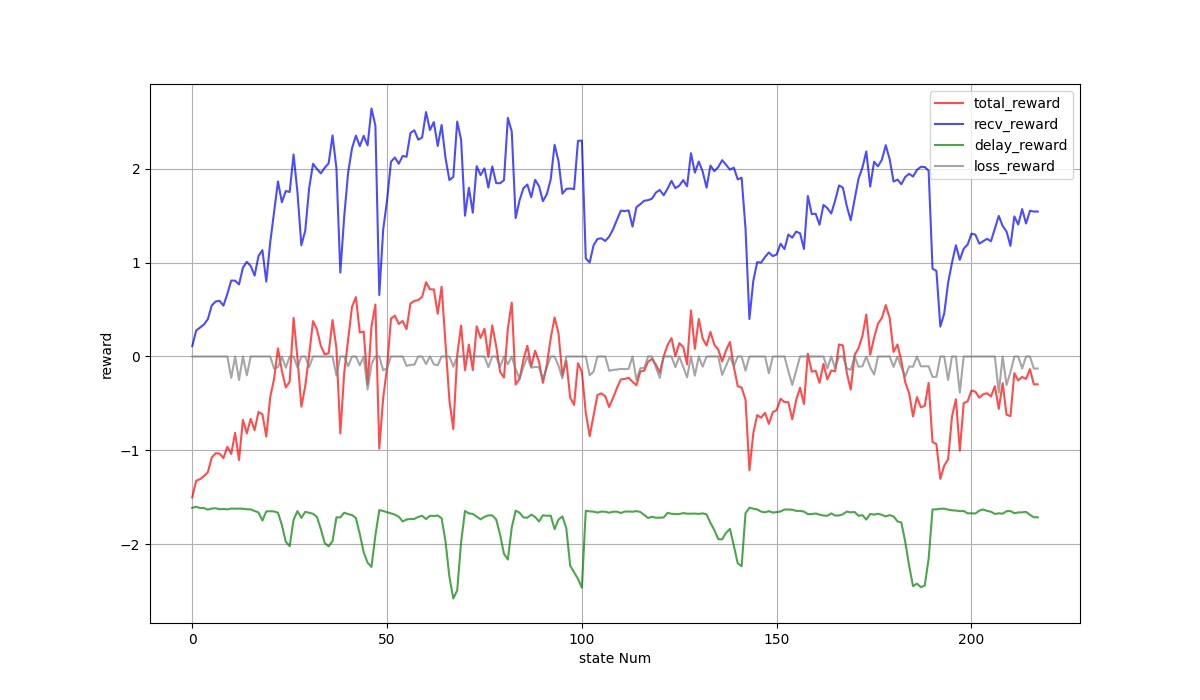 total_reward
recv_reward
delay_reward
loss_reward
reward
2
1
0
−1
−2
0 50 100 150 200
state Num